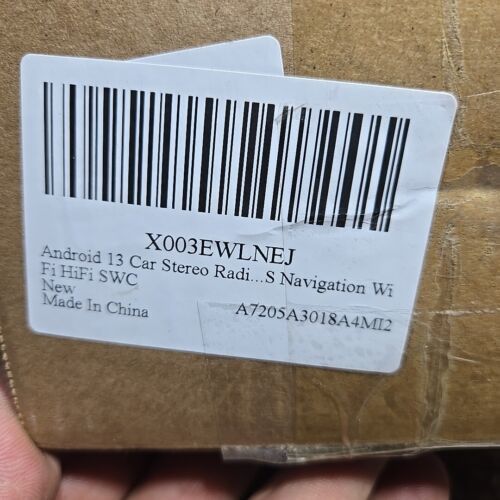 X003EWLNEJ
Android 13 Car Stereo Radi...S Navigation Wi
Fi HiFi SWC
New
Made In China
A7205A3018A4MI2